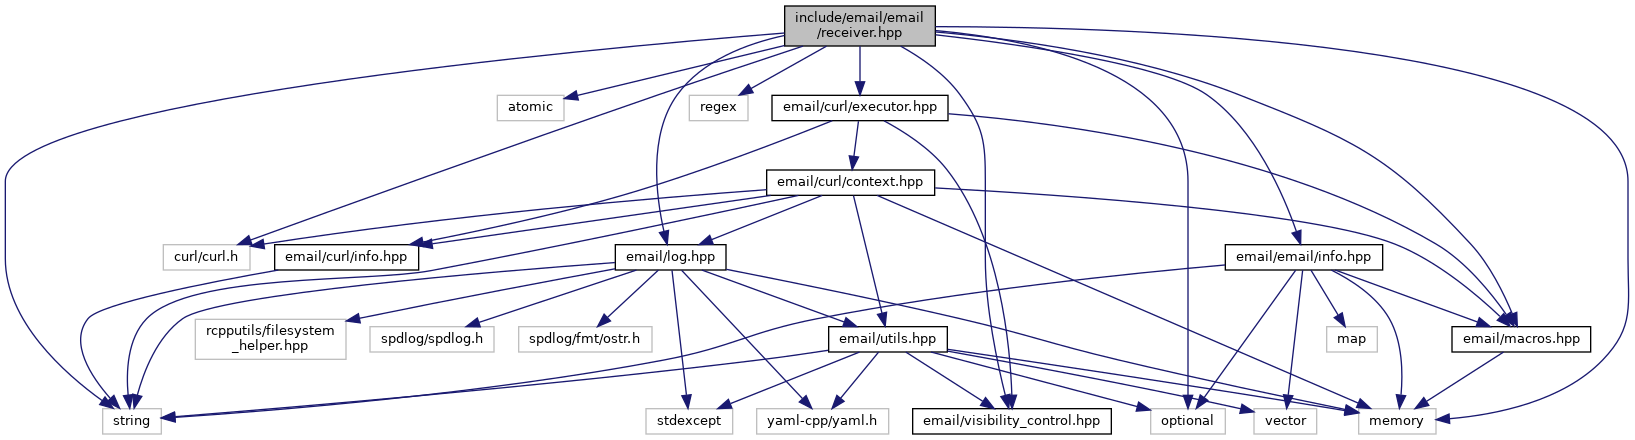 include/email/email
/receiver.hpp
atomic
regex
email/curl/executor.hpp
email/curl/context.hpp
curl/curl.h
email/curl/info.hpp
email/log.hpp
email/email/info.hpp
rcpputils/filesystem
_helper.hpp
spdlog/spdlog.h
spdlog/fmt/ostr.h
email/utils.hpp
map
email/macros.hpp
string
stdexcept
yaml-cpp/yaml.h
email/visibility_control.hpp
optional
vector
memory